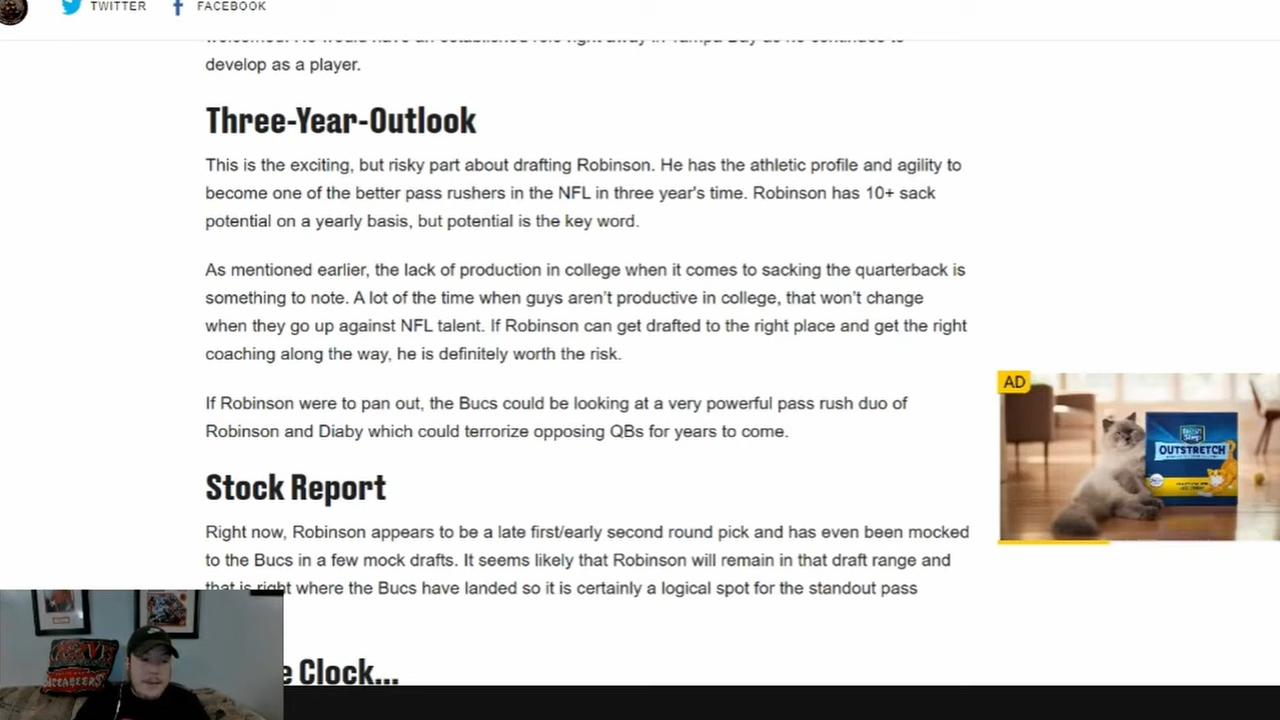 TWITTER
FACEBOOK
develop as a player.
Three-Year-Outlook
This is the exciting, but risky part about drafting Robinson. He has the athletic profile and agility to
become one of the better pass rushers in the NFL in three year's time. Robinson has 10+ sack
potential on a yearly basis, but potential is the key word.
As mentioned earlier, the lack of production in college when it comes to sacking the quarterback is
something to note. A lot of the time when guys aren't productive in college, that won't change
when they go up against NFL talent. If Robinson can get drafted to the right place and get the right
coaching along the way, he is definitely worth the risk.
If Robinson were to pan out, the Bucs could be looking at a very powerful pass rush duo of
Robinson and Diaby which could terrorize opposing QBs for years to come.
AD
OUTSTRETCH
Stock Report
Right now, Robinson appears to be a late first/early second round pick and has even been mocked
to the Bucs in a few mock drafts. It seems likely that Robinson will remain in that draft range and
that is right where the Bucs have landed so it is certainly a logical spot for the standout pass
e Clock...
BUCCANEERS